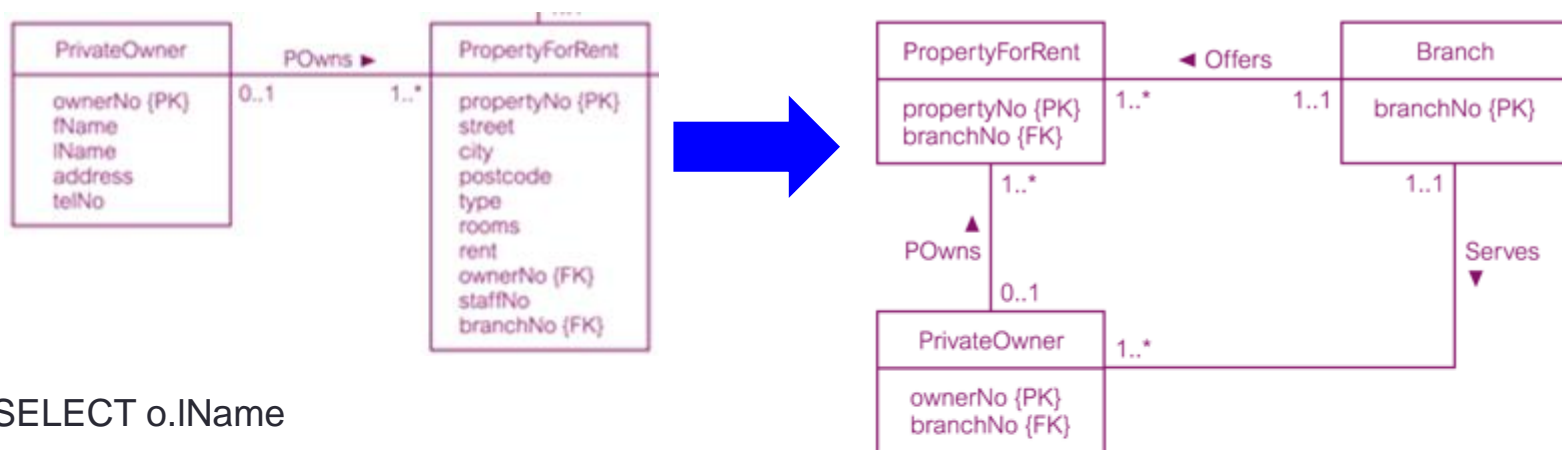 PrivateOwner
ownerNo {PK}
fName
lName
address
telNo
POwns ►
0..1
1..*
PropertyForRent
propertyNo {PK}
street
city
postcode
type
rooms
rent
ownerNo {FK}
staffNo
branchNo {FK}
SELECT o.lName
PropertyForRent
propertyNo {PK}
branchNo {FK}
◄ Offers
1..*
1..1
Branch
branchNo {PK}
1..*
▲
POwns
0..1
1..1
Serves
▼
PrivateOwner
1..*
ownerNo {PK}
branchNo {FK}